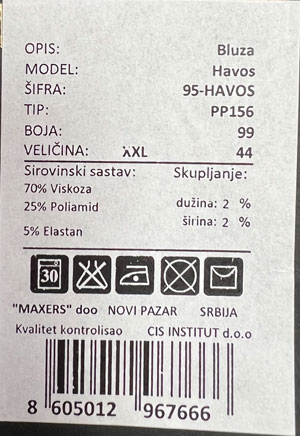 OPIS: Bluza
MODEL: Havos
ŠIFRA: 95-HAVOS
TIP: PP156
BOJA: 99
VELIČINA: XXL 44
Sirovinski sastav: Skupljanje:
70% Viskoza
25% Poliamid dužina: 2 %
širina: 2 %
5% Elastan
30
"MAXERS" doo NOVI PAZAR SRBIJA
Kvalitet kontrolisao CIS INSTITUT d.o.o
8 605012 967666